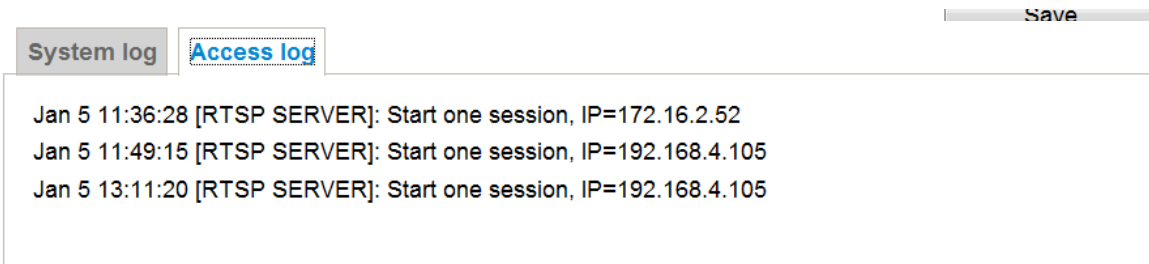 Save
System log Access log
Jan 5 11:36:28 [RTSP SERVER]: Start one session, IP=172.16.2.52
Jan 5 11:49:15 [RTSP SERVER]: Start one session, IP=192.168.4.105
Jan 5 13:11:20 [RTSP SERVER]: Start one session, IP=192.168.4.105